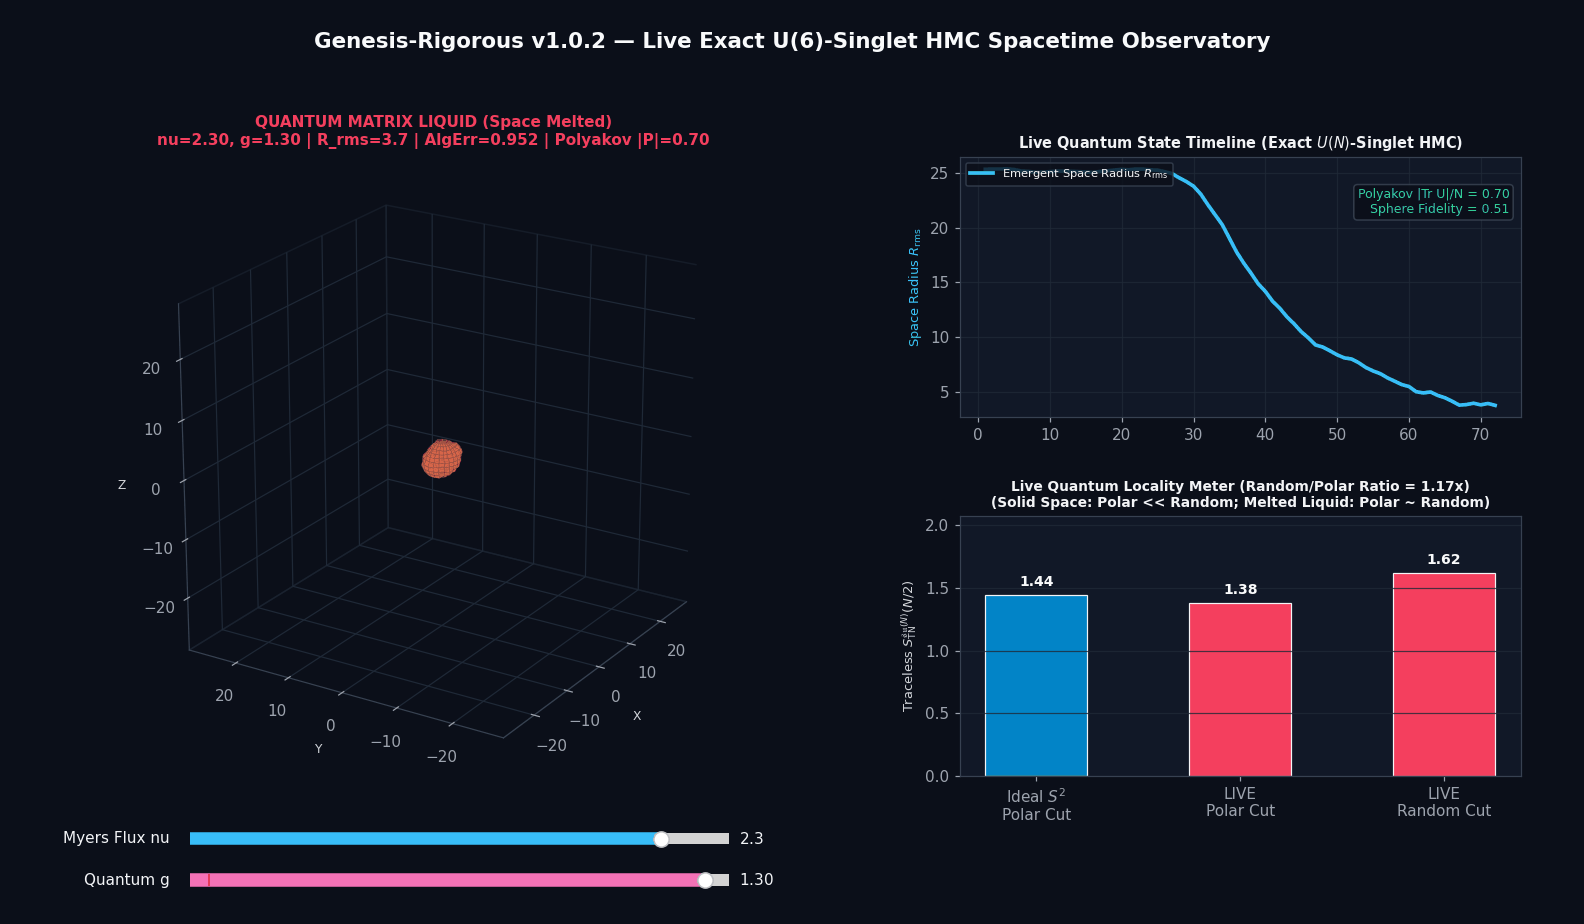 Genesis-Rigorous v1.0.2 — Live Exact U(6)-Singlet HMC Spacetime Observatory
QUANTUM MATRIX LIQUID (Space Melted)
nu=2.30, g=1.30 | R_rms=3.7 | AlgErr=0.952 | Polyakov |P|=0.70
20
10
0
−10
−20
Z
20
10
0
−10
−20
Y
20
10
0
−10
−20
X
Live Quantum State Timeline (Exact U(N)-Singlet HMC)
Emergent Space Radius R_rms
Polyakov |Tr U|/N = 0.70
Sphere Fidelity = 0.51
Space Radius R_rms
25
20
15
10
5
0 10 20 30 40 50 60 70
Live Quantum Locality Meter (Random/Polar Ratio = 1.17x)
(Solid Space: Polar << Random; Melted Liquid: Polar ~ Random)
2.0
1.5
1.0
0.5
0.0
1.44
1.38
1.62
Ideal S²
Polar Cut
LIVE
Polar Cut
LIVE
Random Cut
Myers Flux nu 2.3
Quantum g 1.30